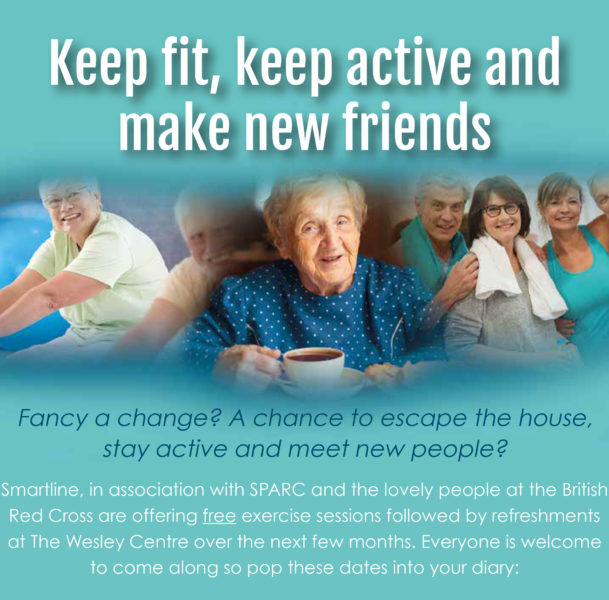 Keep fit, keep active and
make new friends
Fancy a change? A chance to escape the house,
stay active and meet new people?
Smartline, in association with SPARC and the lovely people at the British
Red Cross are offering free exercise sessions followed by refreshments
at The Wesley Centre over the next few months. Everyone is welcome
to come along so pop these dates into your diary: